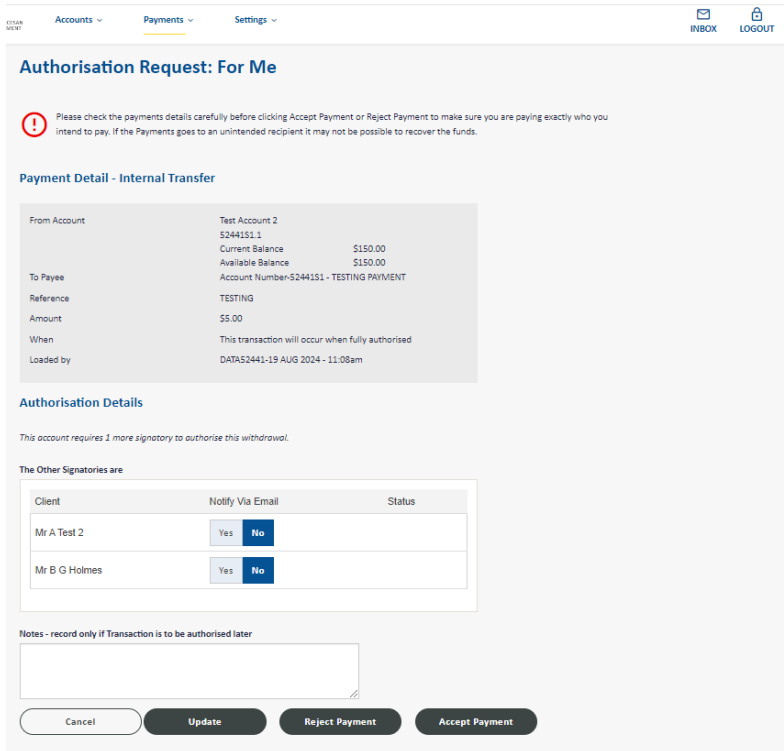 CESAN
MENT
Accounts
Payments
Settings
INBOX
LOGOUT
Authorisation Request: For Me
Please check the payments details carefully before clicking Accept Payment or Reject Payment to make sure you are paying exactly who you
intend to pay. If the Payments goes to an unintended recipient it may not be possible to recover the funds.
Payment Detail - Internal Transfer
From Account Test Account 2
52441S1.1
Current Balance $150.00
Available Balance $150.00
To Payee Account Number-52441S1 - TESTING PAYMENT
Reference TESTING
Amount $5.00
When This transaction will occur when fully authorised
Loaded by DATA52441-19 AUG 2024 - 11:08am
Authorisation Details
This account requires 1 more signatory to authorise this withdrawal.
The Other Signatories are
Client Notify Via Email Status
Mr A Test 2 Yes No
Mr B G Holmes Yes No
Notes - record only if Transaction is to be authorised later
Cancel Update Reject Payment Accept Payment